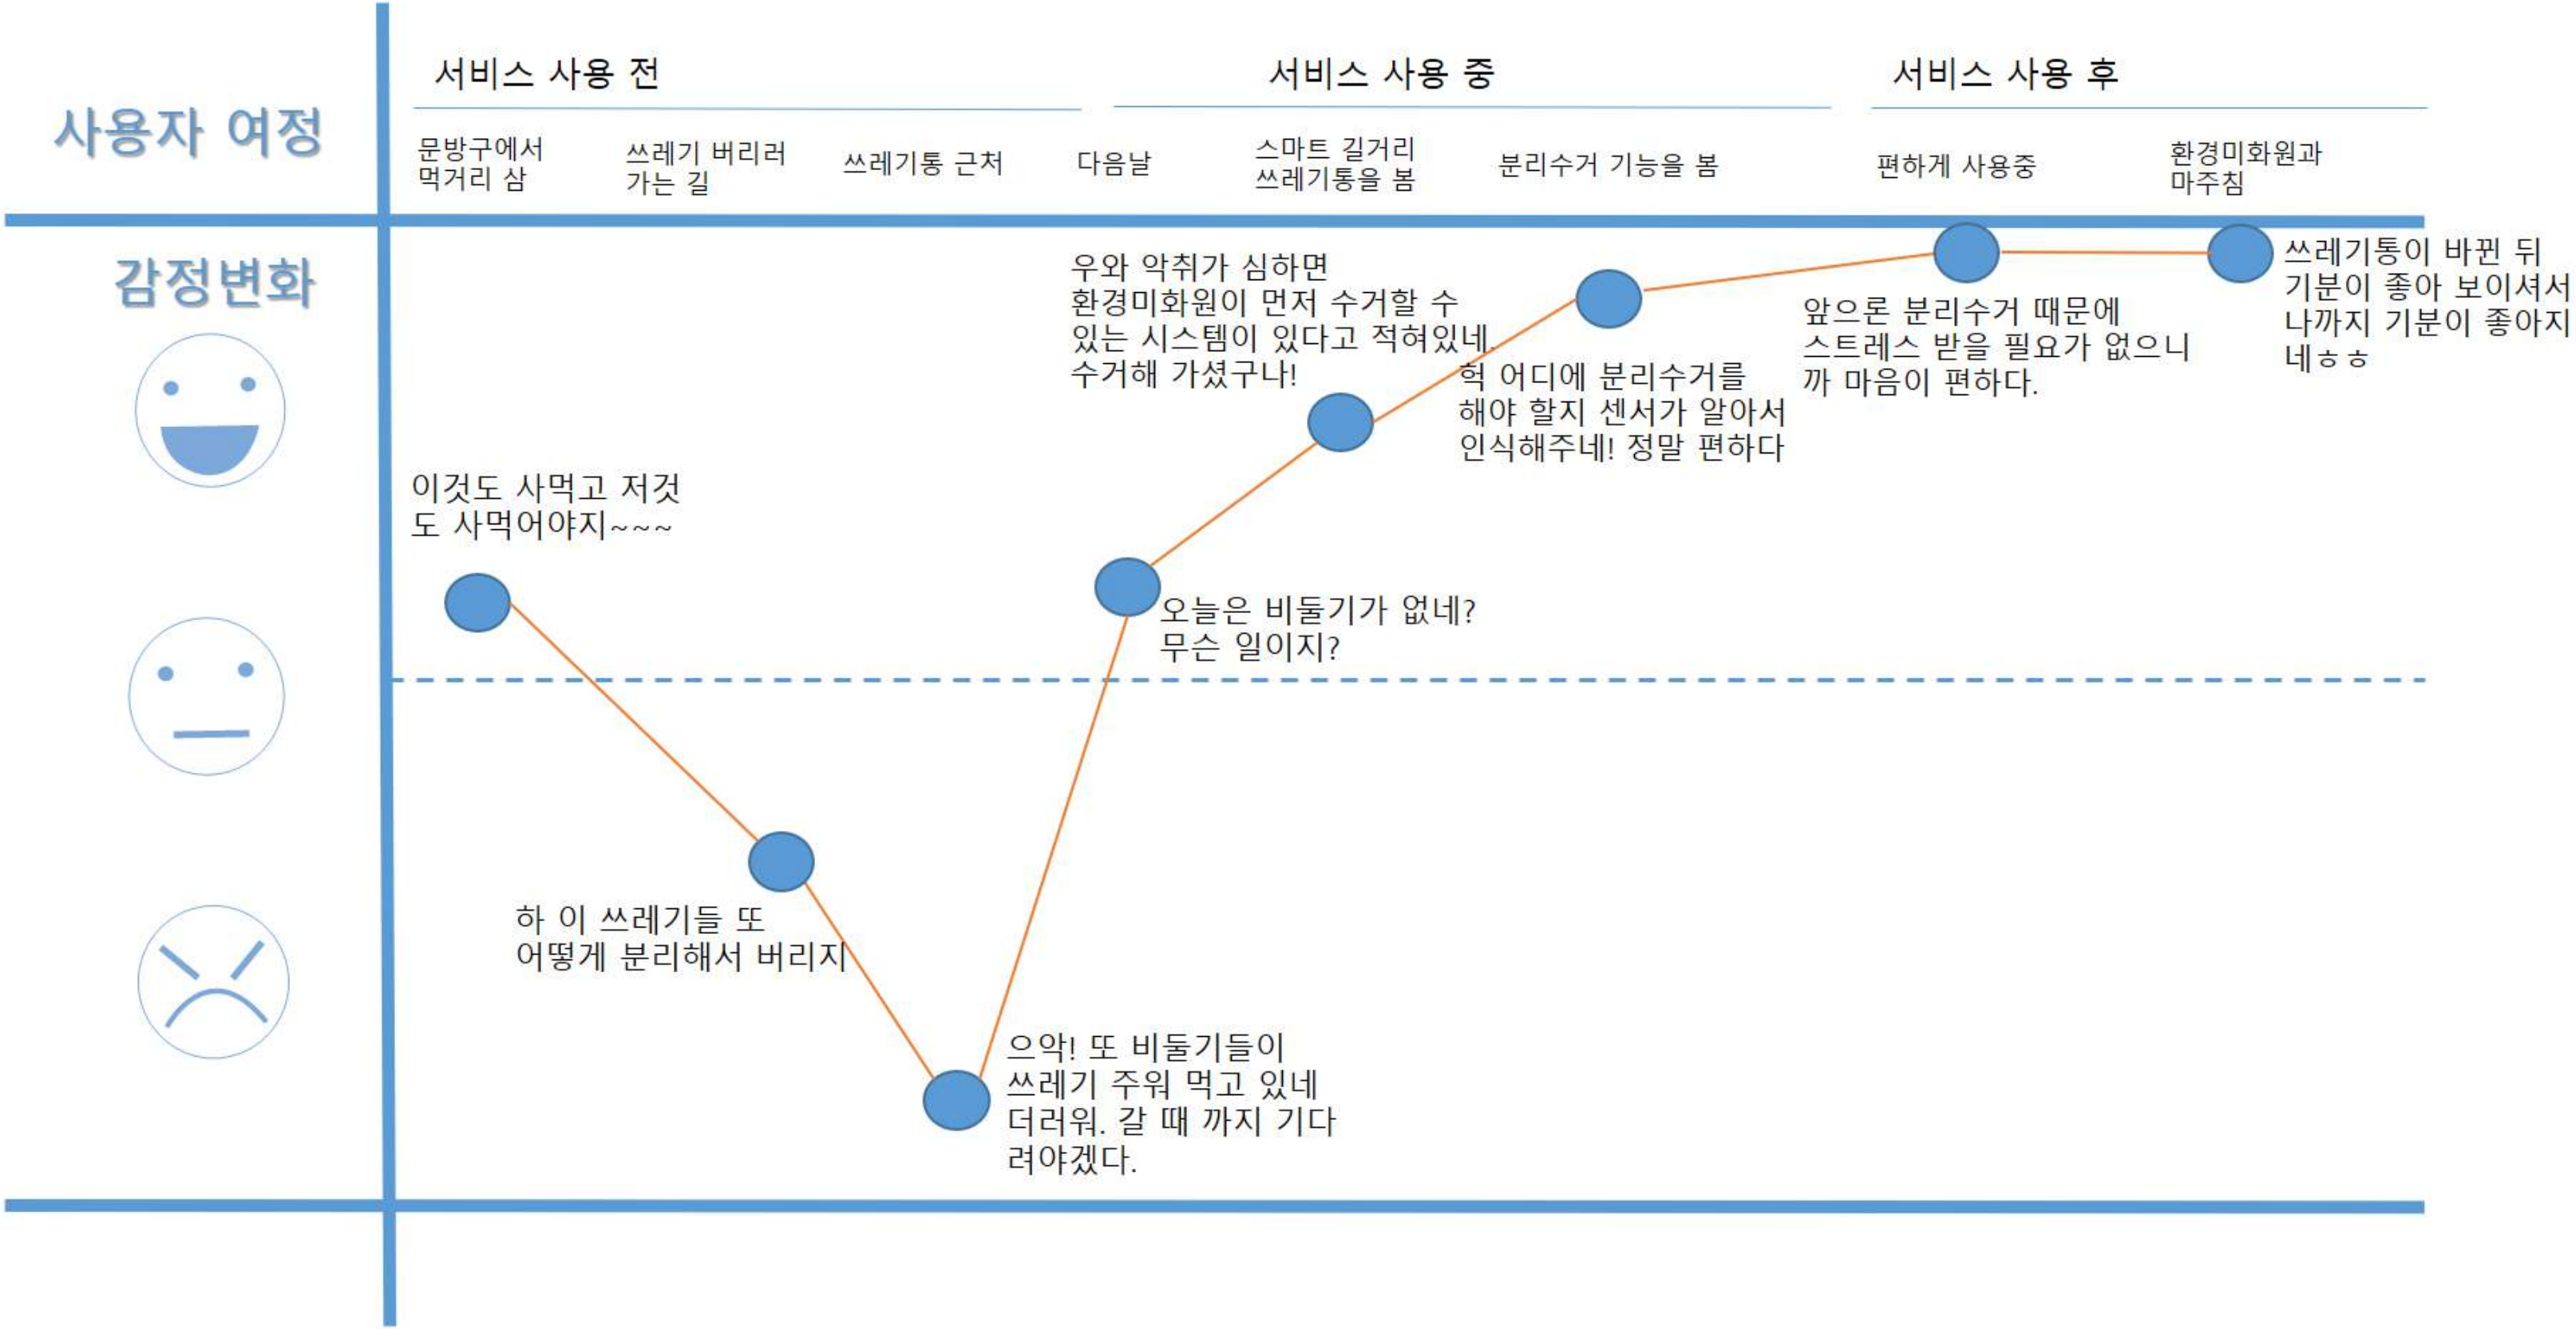 서비스 사용 전
서비스 사용 중
서비스 사용 후
사용자 여정
문방구에서
먹거리 삼
쓰레기 버리러
가는 길
쓰레기통 근처
다음날
스마트 길거리
쓰레기통을 봄
분리수거 기능을 봄
편하게 사용중
환경미화원과
마주침
감정변화
이것도 사먹고 저것
도 사먹어야지~~~
하 이 쓰레기들 또
어떻게 분리해서 버리지
으악! 또 비둘기들이
쓰레기 주워 먹고 있네
더러워. 갈 때 까지 기다
려야겠다.
오늘은 비둘기가 없네?
무슨 일이지?
우와 악취가 심하면
환경미화원이 먼저 수거할 수
있는 시스템이 있다고 적혀있네.
수거해 가셨구나!
헉 어디에 분리수거를
해야 할지 센서가 알아서
인식해주네! 정말 편하다
앞으론 분리수거 때문에
스트레스 받을 필요가 없으니
까 마음이 편하다.
쓰레기통이 바뀐 뒤
기분이 좋아 보이셔서
나까지 기분이 좋아지
네ㅎㅎ